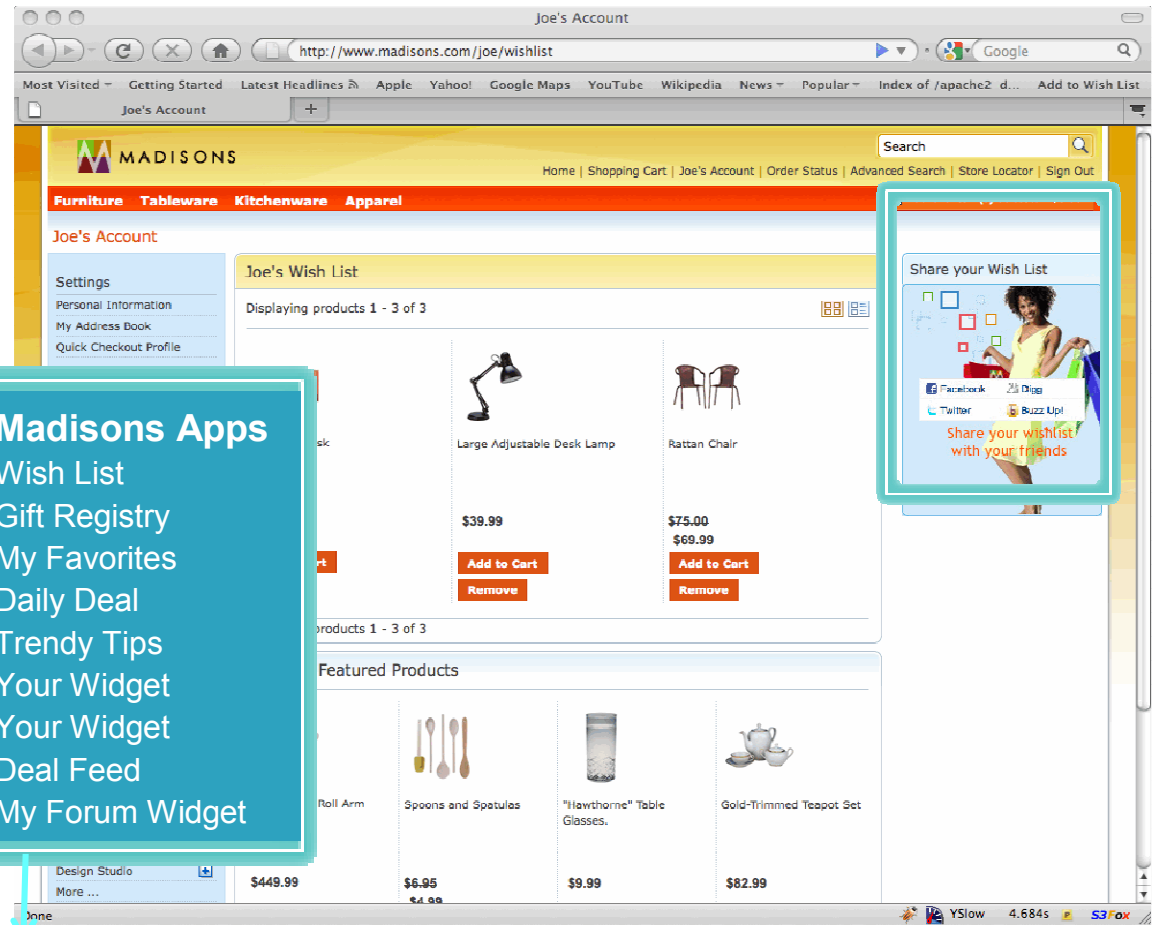 Joe's Account
http://www.madisons.com/joe/wishlist
Google
Most Visited Getting Started Latest Headlines Apple Yahoo! Google Maps YouTube Wikipedia News Popular Index of /apache2 d... Add to Wish List
Joe's Account
MADISONS
Search
Home | Shopping Cart | Joe's Account | Order Status | Advanced Search | Store Locator | Sign Out
Furniture Tableware Kitchenware Apparel
Joe's Account
Settings
Personal Information
My Address Book
Quick Checkout Profile
Joe's Wish List
Displaying products 1 - 3 of 3
Large Adjustable Desk Lamp
Rattan Chair
$39.99
$75.00
$69.99
Add to Cart
Add to Cart
Remove
Remove
products 1 - 3 of 3
Share your Wish List
Facebook Digg
Twitter Buzz Up!
Share your wishlist
with your friends
Madisons Apps
Wish List
Gift Registry
My Favorites
Daily Deal
Trendy Tips
Your Widget
Your Widget
Deal Feed
My Forum Widget
Featured Products
Roll Arm
Spoons and Spatulas
"Hawthorne" Table
Glasses.
Gold-Trimmed Teapot Set
$449.99
$6.95
$4.99
$9.99
$82.99
Design Studio
More ...
Done
YSlow 4.684s S3Fox